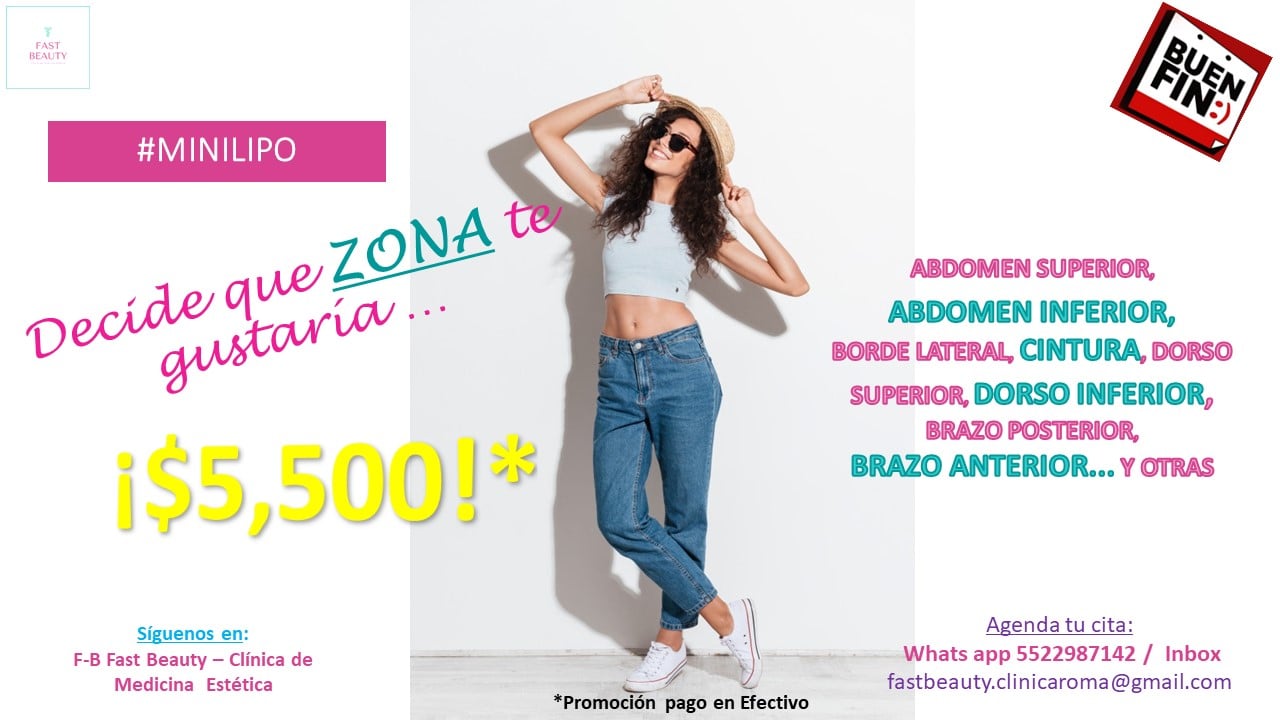 FAST
BEAUTY
BUEN
FIN:)
#MINILIPO
Decide que ZONA te
gustaría ...
¡$5,500!*
ABDOMEN SUPERIOR,
ABDOMEN INFERIOR,
BORDE LATERAL, CINTURA, DORSO
SUPERIOR, DORSO INFERIOR,
BRAZO POSTERIOR,
BRAZO ANTERIOR... Y OTRAS
Síguenos en:
F-B Fast Beauty – Clínica de
Medicina Estética
Agenda tu cita:
Whats app 5522987142 / Inbox
fastbeauty.clinicaroma@gmail.com
*Promoción pago en Efectivo